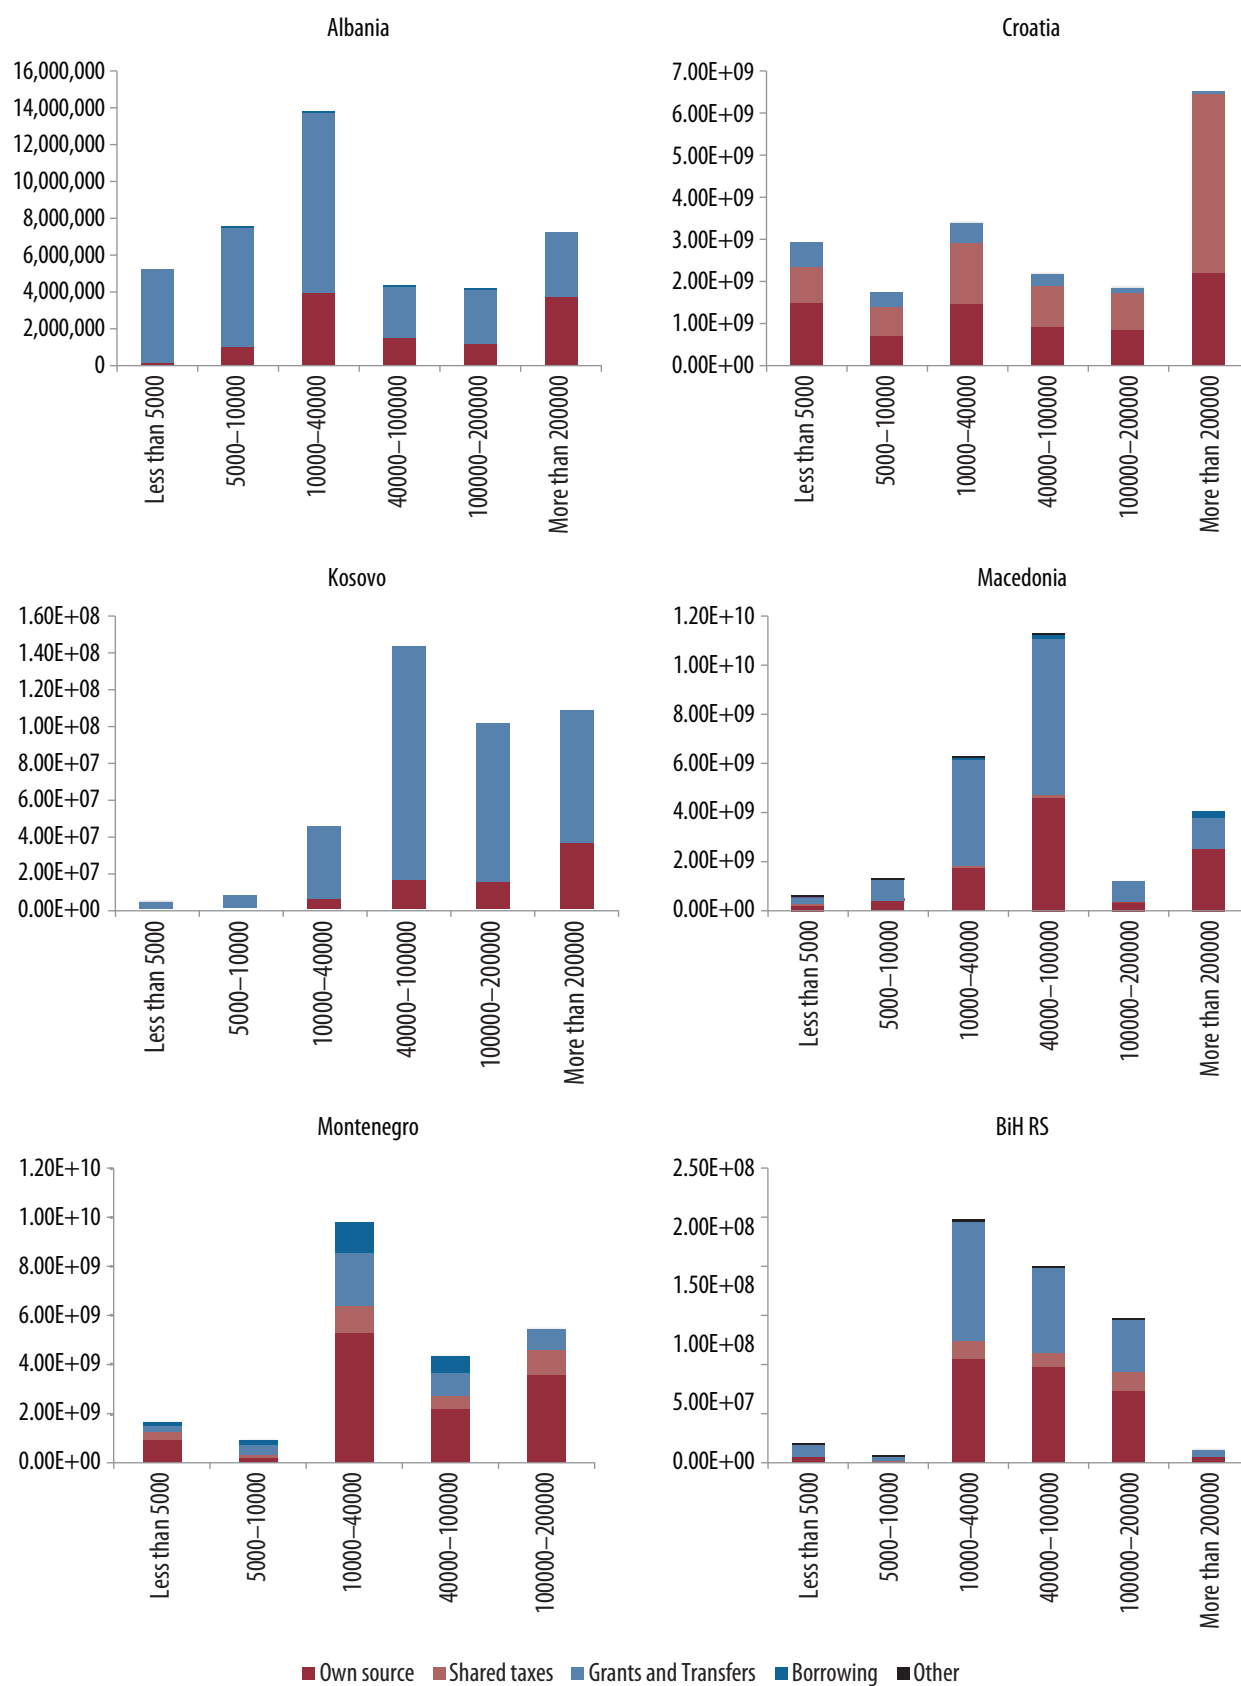 Albania
16,000,000
14,000,000
12,000,000
10,000,000
8,000,000
6,000,000
4,000,000
2,000,000
0
Less than 5000
5000–10000
10000–40000
40000–100000
100000–200000
More than 200000
Croatia
7.00E+09
6.00E+09
5.00E+09
4.00E+09
3.00E+09
2.00E+09
1.00E+09
0.00E+00
Less than 5000
5000–10000
10000–40000
40000–100000
100000–200000
More than 200000
Kosovo
1.60E+08
1.40E+08
1.20E+08
1.00E+08
8.00E+07
6.00E+07
4.00E+07
2.00E+07
0.00E+00
Less than 5000
5000–10000
10000–40000
40000–100000
100000–200000
More than 200000
Macedonia
1.20E+10
1.00E+10
8.00E+09
6.00E+09
4.00E+09
2.00E+09
0.00E+00
Less than 5000
5000–10000
10000–40000
40000–100000
100000–200000
More than 200000
Montenegro
1.20E+10
1.00E+10
8.00E+09
6.00E+09
4.00E+09
2.00E+09
0.00E+00
Less than 5000
5000–10000
10000–40000
40000–100000
100000–200000
BiH RS
2.50E+08
2.00E+08
1.50E+08
1.00E+08
5.00E+07
0.00E+00
Less than 5000
5000–10000
10000–40000
40000–100000
100000–200000
More than 200000
Own source Shared taxes Grants and Transfers Borrowing Other